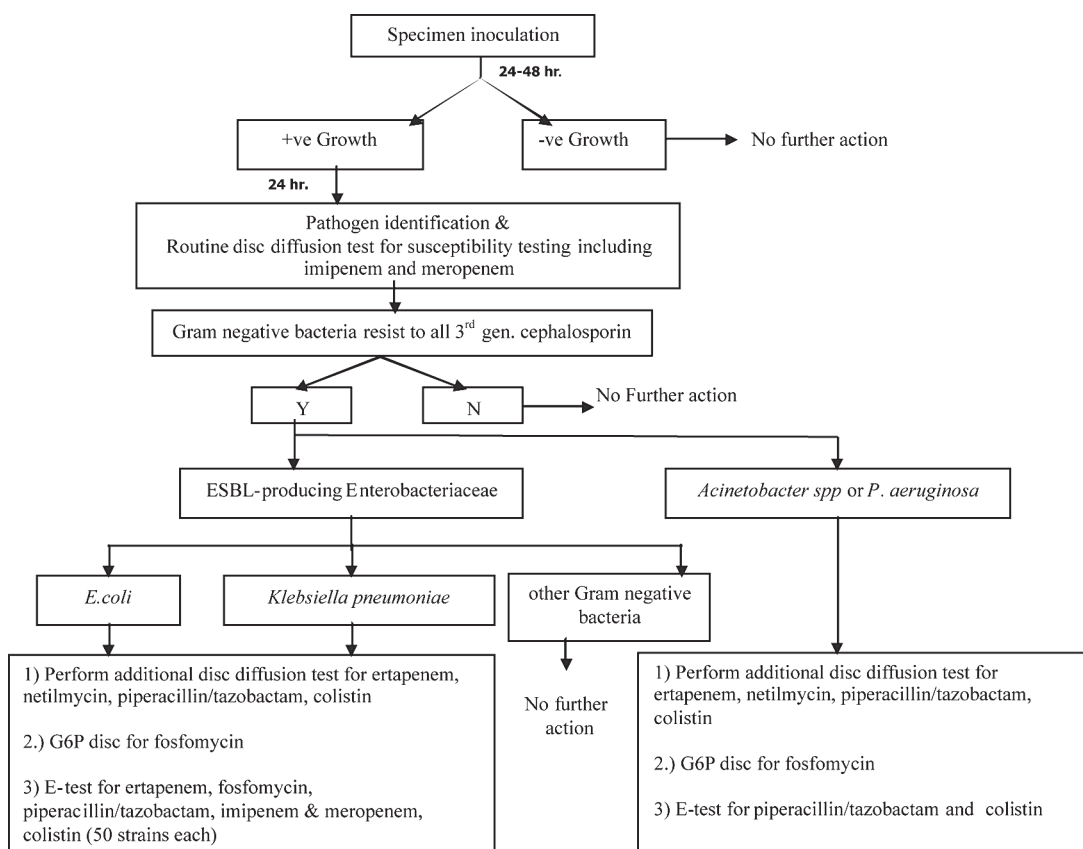 Specimen inoculation
24-48 hr.
+ve Growth
-ve Growth
No further action
24 hr.
Pathogen identification &
Routine disc diffusion test for susceptibility testing including
imipenem and meropenem
Gram negative bacteria resist to all 3rd gen. cephalosporin
Y
N
No Further action
ESBL-producing Enterobacteriaceae
Acinetobacter spp or P. aeruginosa
E.coli
Klebsiella pneumoniae
other Gram negative
bacteria
1) Perform additional disc diffusion test for ertapenem,
netilmycin, piperacillin/tazobactam, colistin
2.) G6P disc for fosfomycin
3) E-test for ertapenem, fosfomycin,
piperacillin/tazobactam, imipenem & meropenem,
colistin (50 strains each)
No further
action
1) Perform additional disc diffusion test for
ertapenem, netilmycin, piperacillin/tazobactam,
colistin
2.) G6P disc for fosfomycin
3) E-test for piperacillin/tazobactam and colistin